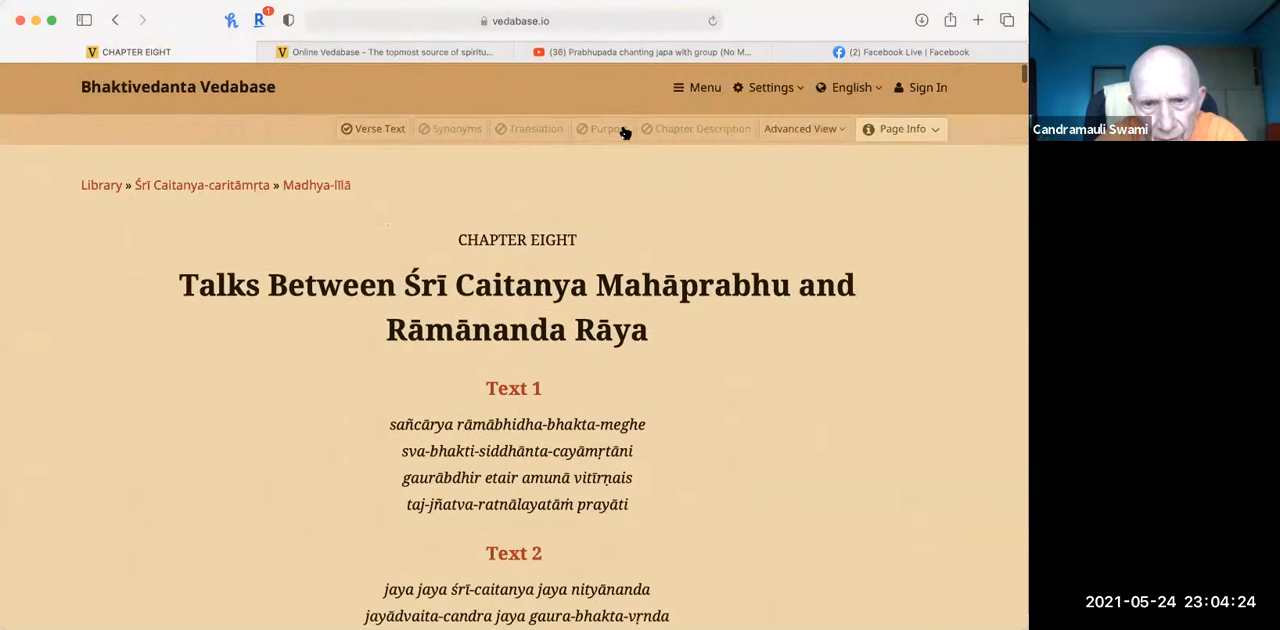 vedabase.io
1
CHAPTER EIGHT
Online Vedabase - The topmost source of spiritu...
(36) Prabhupada chanting japa with group (No M...
(2) Facebook Live | Facebook
Bhaktivedanta Vedabase
Menu
Settings
English
Sign In
Verse Text
Synonyms
Translation
Chapter Description
Advanced View
Page Info
Library » Śrī Caitanya-caritāmṛta » Madhya-līlā
CHAPTER EIGHT
Talks Between Śrī Caitanya Mahāprabhu and
Rāmānanda Rāya
Text 1
sañcārya rāmābhidha-bhakta-meghe
sva-bhakti-siddhānta-cayāmṛtāni
gaurābdhir etair amunā vitīrṇais
taj-jñatva-ratnālayatāṁ prayāti
Text 2
jaya jaya śrī-caitanya jaya nityānanda
jayādvaita-candra jaya gaura-bhakta-vṛnda
Candramauli Swami
2021-05-24 23:04:24